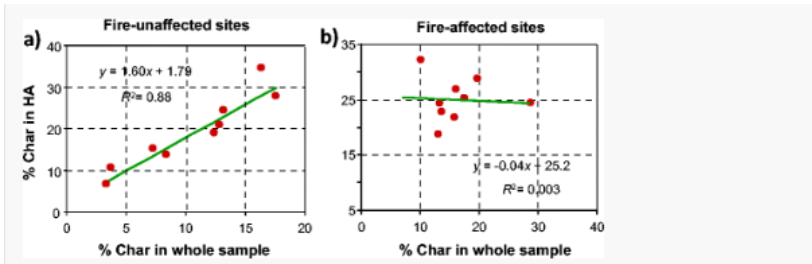 Fire-unaffected sites
a)
y = 1.60x + 1.79
R²= 0.88
% Char in HA
40
30
20
10
0
0 5 10 15 20
% Char in whole sample
Fire-affected sites
b)
35
25
15
5
y = -0.04x + 25.2
R²= 0.003
0 10 20 30 40
% Char in whole sample